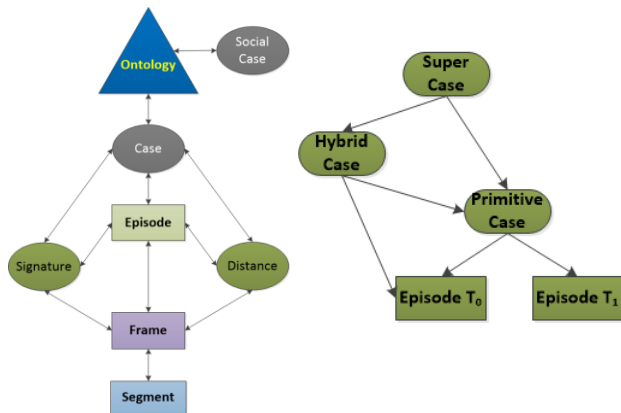 Ontology
Social
Case
Case
Episode
Signature
Distance
Frame
Segment
Super
Case
Hybrid
Case
Primitive
Case
Episode T₀
Episode T₁